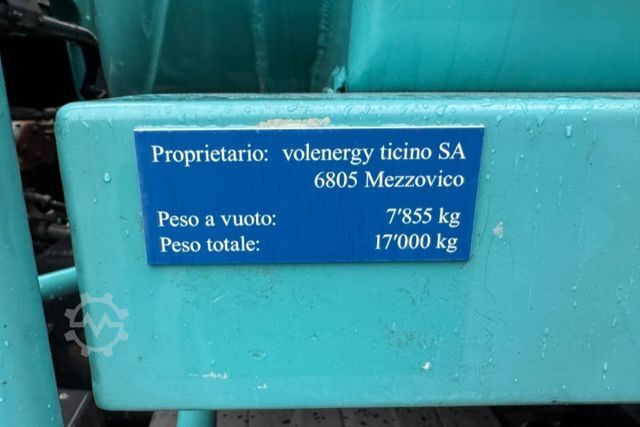 Proprietario: volenergy ticino SA
6805 Mezzovico
Peso a vuoto: 7'855 kg
Peso totale: 17'000 kg